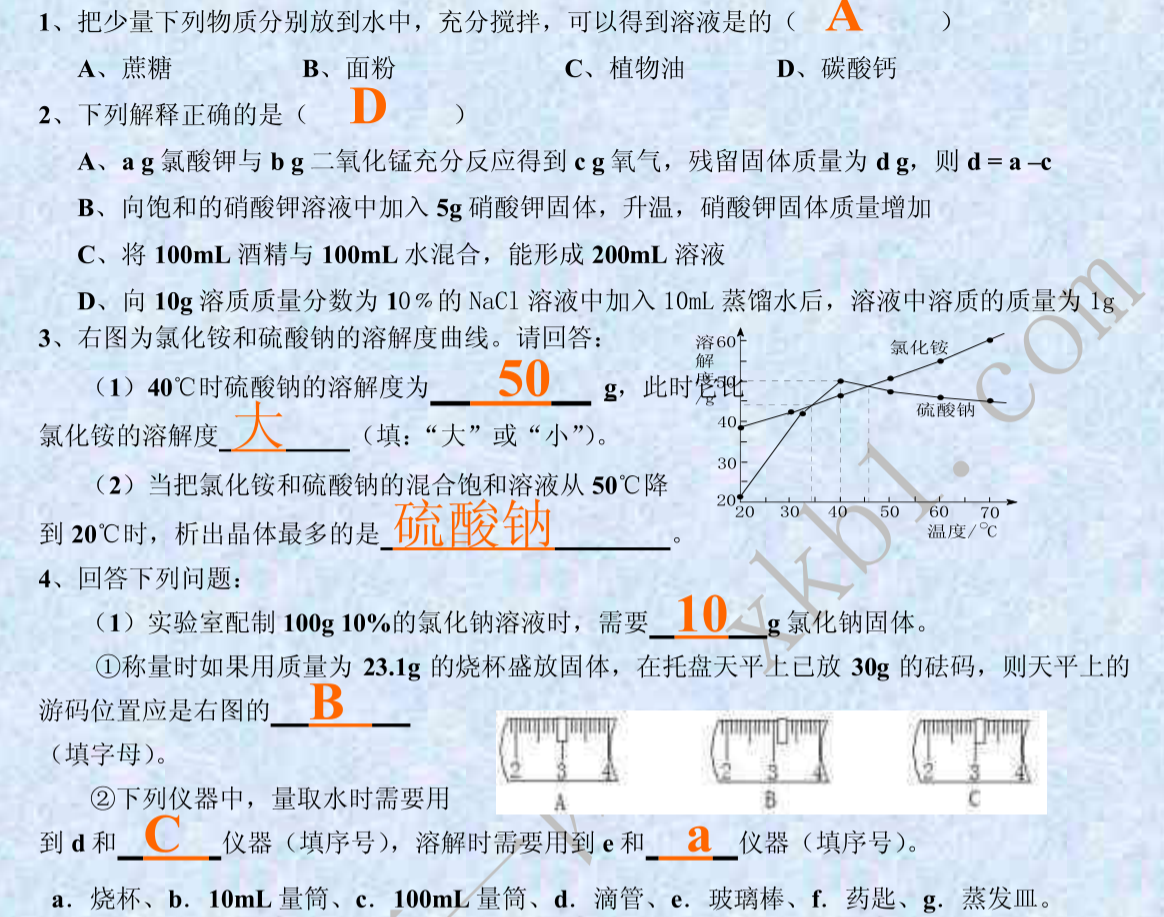 1、把少量下列物质分别放到水中，充分搅拌，可以得到溶液是的（ A ）
A、蔗糖 B、面粉 C、植物油 D、碳酸钙
2、下列解释正确的是（ D ）
A、a g 氯酸钾与 b g 二氧化锰充分反应得到 c g 氧气，残留固体质量为 d g，则 d = a –c
B、向饱和的硝酸钾溶液中加入 5g 硝酸钾固体，升温，硝酸钾固体质量增加
C、将 100mL 酒精与 100mL 水混合，能形成 200mL 溶液
D、向 10g 溶质质量分数为 10％的 NaCl 溶液中加入 10mL 蒸馏水后，溶液中溶质的质量为 1g
3、右图为氯化铵和硫酸钠的溶解度曲线。请回答：
（1）40℃时硫酸钠的溶解度为 50 g，此时它比
氯化铵的溶解度 大 （填：“大”或“小”）。
（2）当把氯化铵和硫酸钠的混合饱和溶液从 50℃降
到 20℃时，析出晶体最多的是 硫酸钠 。
溶解度/g
60
50
40
30
20
氯化铵
硫酸钠
20 30 40 50 60 70
温度/℃
4、回答下列问题：
（1）实验室配制 100g 10%的氯化钠溶液时，需要 10 g 氯化钠固体。
①称量时如果用质量为 23.1g 的烧杯盛放固体，在托盘天平上已放 30g 的砝码，则天平上的
游码位置应是右图的 B
（填字母）。
2 3 4 2 3 4 2 3 4
A B C
②下列仪器中，量取水时需要用
到 d 和 C 仪器（填序号），溶解时需要用到 e 和 a 仪器（填序号）。
a．烧杯、b．10mL 量筒、c．100mL 量筒、d．滴管、e．玻璃棒、f．药匙、g．蒸发皿。
xkb1.com